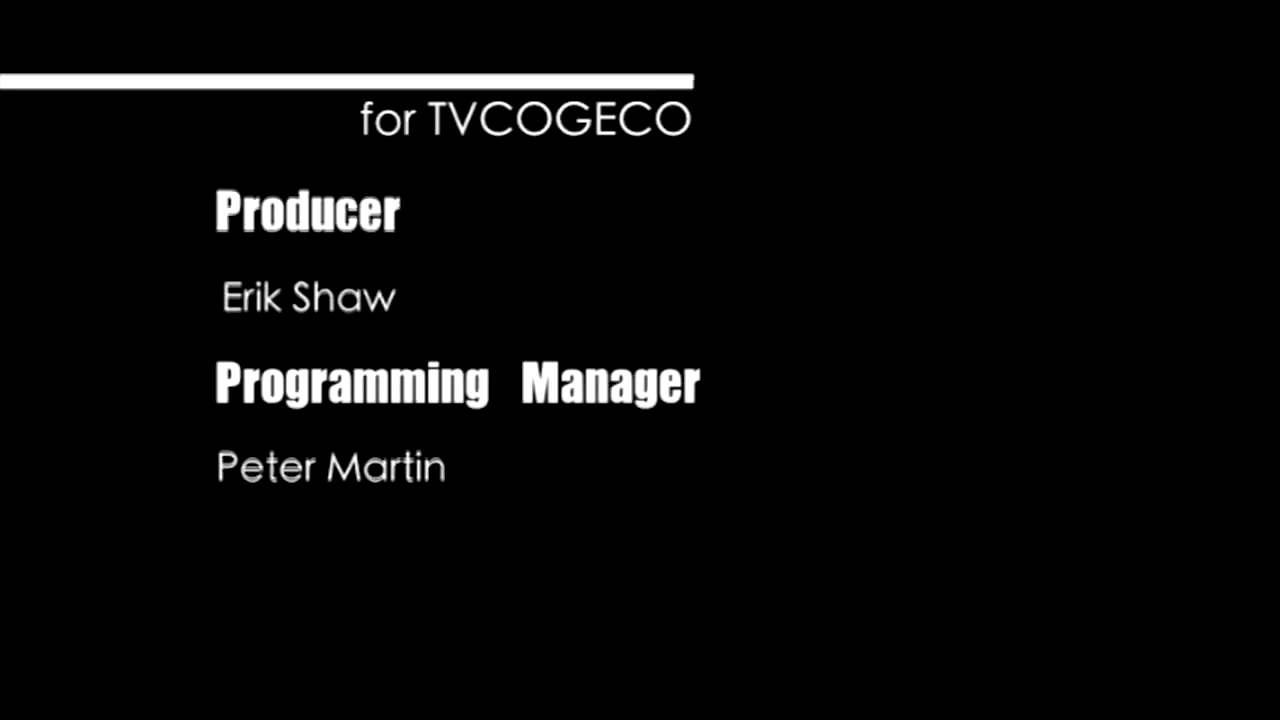 for TVCOGECO
Producer
Erik Shaw
Programming Manager
Peter Martin